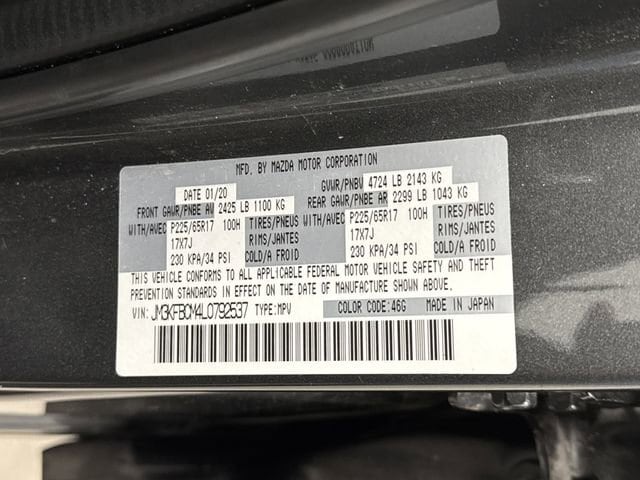 MFD. BY MAZDA MOTOR CORPORATION
DATE 01/20 GVWR/PNBV 4724 LB 2143 KG
FRONT GAWR/PNBE AV 2425 LB 1100 KG REAR GAWR/PNBE AR 2299 LB 1043 KG
WITH/AVEC P225/65R17 100H TIRES/PNEUS WITH/AVEC P225/65R17 100H TIRES/PNEUS
17X7J RIMS/JANTES 17X7J RIMS/JANTES
230 KPA/34 PSI COLD/A FROID 230 KPA/34 PSI COLD/A FROID
THIS VEHICLE CONFORMS TO ALL APPLICABLE FEDERAL MOTOR VEHICLE SAFETY AND THEFT
PREVENTION STANDARDS IN EFFECT ON THE DATE OF MANUFACTURE SHOWN ABOVE.
VIN: JM3KFBCM4L0792537 TYPE:MPV COLOR CODE:46G MADE IN JAPAN